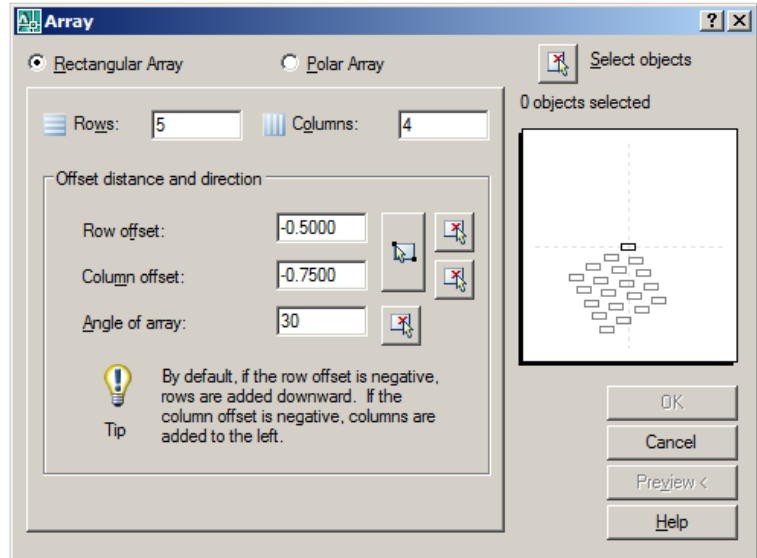 Array
Rectangular Array
Polar Array
Select objects
0 objects selected
Rows: 5
Columns: 4
Offset distance and direction
Row offset: -0.5000
Column offset: -0.7500
Angle of array: 30
By default, if the row offset is negative,
rows are added downward. If the
column offset is negative, columns are
added to the left.
Tip
OK
Cancel
Preview <
Help